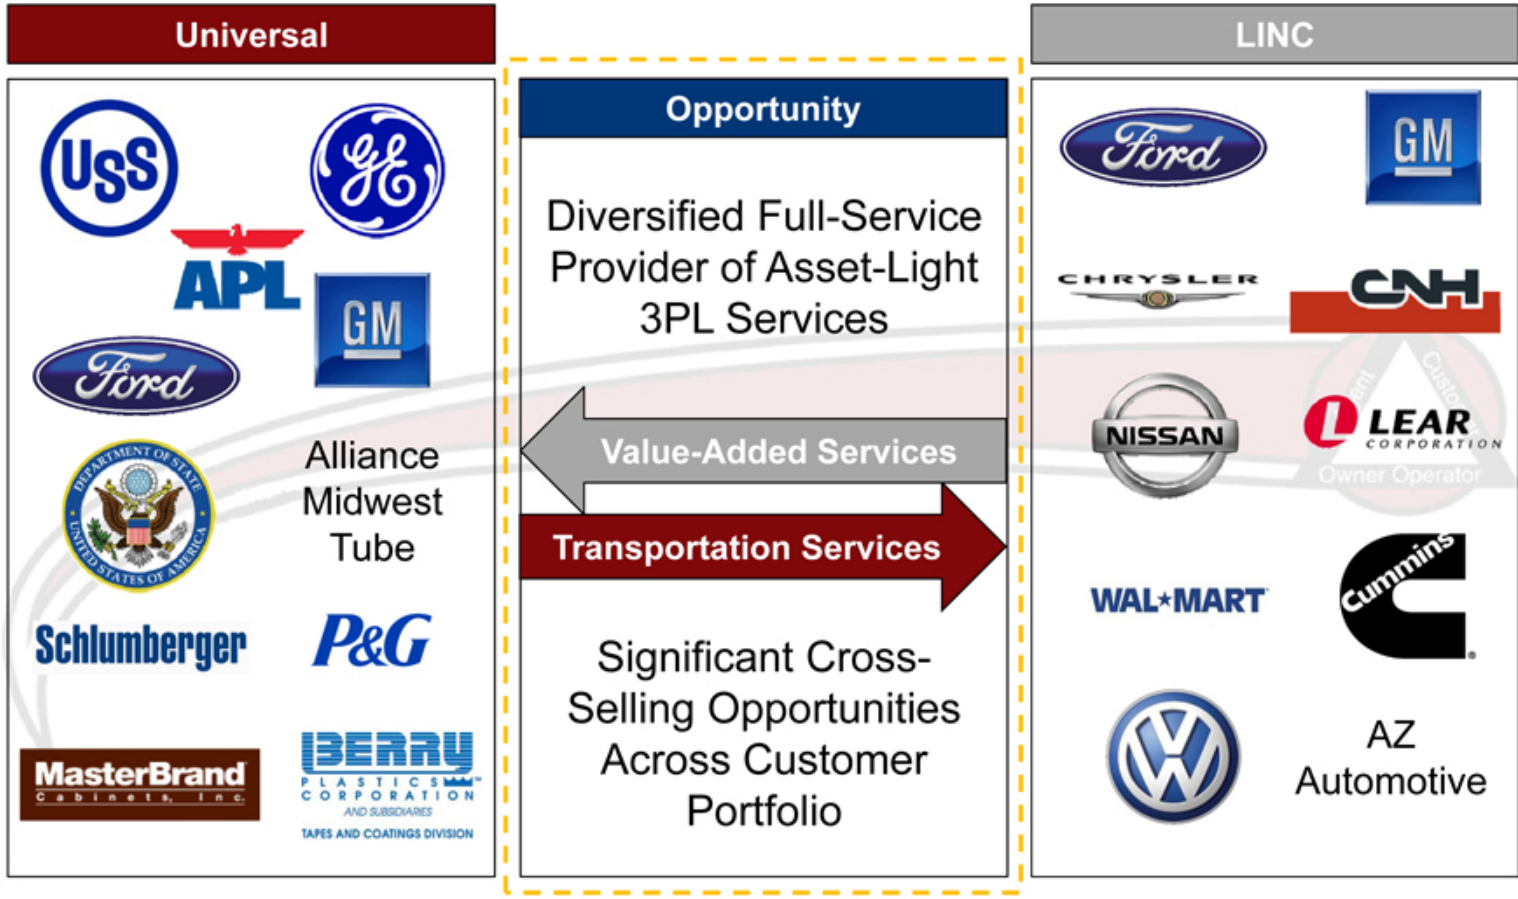 Universal
USS
GE
APL
GM
Ford
DEPARTMENT OF STATE
UNITED STATES OF AMERICA
Alliance
Midwest
Tube
Schlumberger
P&G
MasterBrand
Cabinets, Inc.
BERRY
PLASTICS™
CORPORATION
AND SUBSIDIARIES
TAPES AND COATINGS DIVISION
Opportunity
Diversified Full-Service
Provider of Asset-Light
3PL Services
Value-Added Services
Transportation Services
Significant Cross-
Selling Opportunities
Across Customer
Portfolio
LINC
Ford
GM
CHRYSLER
CNH
NISSAN
LEAR
CORPORATION
Owner Operator
WAL★MART
Cummins
®
VW
AZ
Automotive